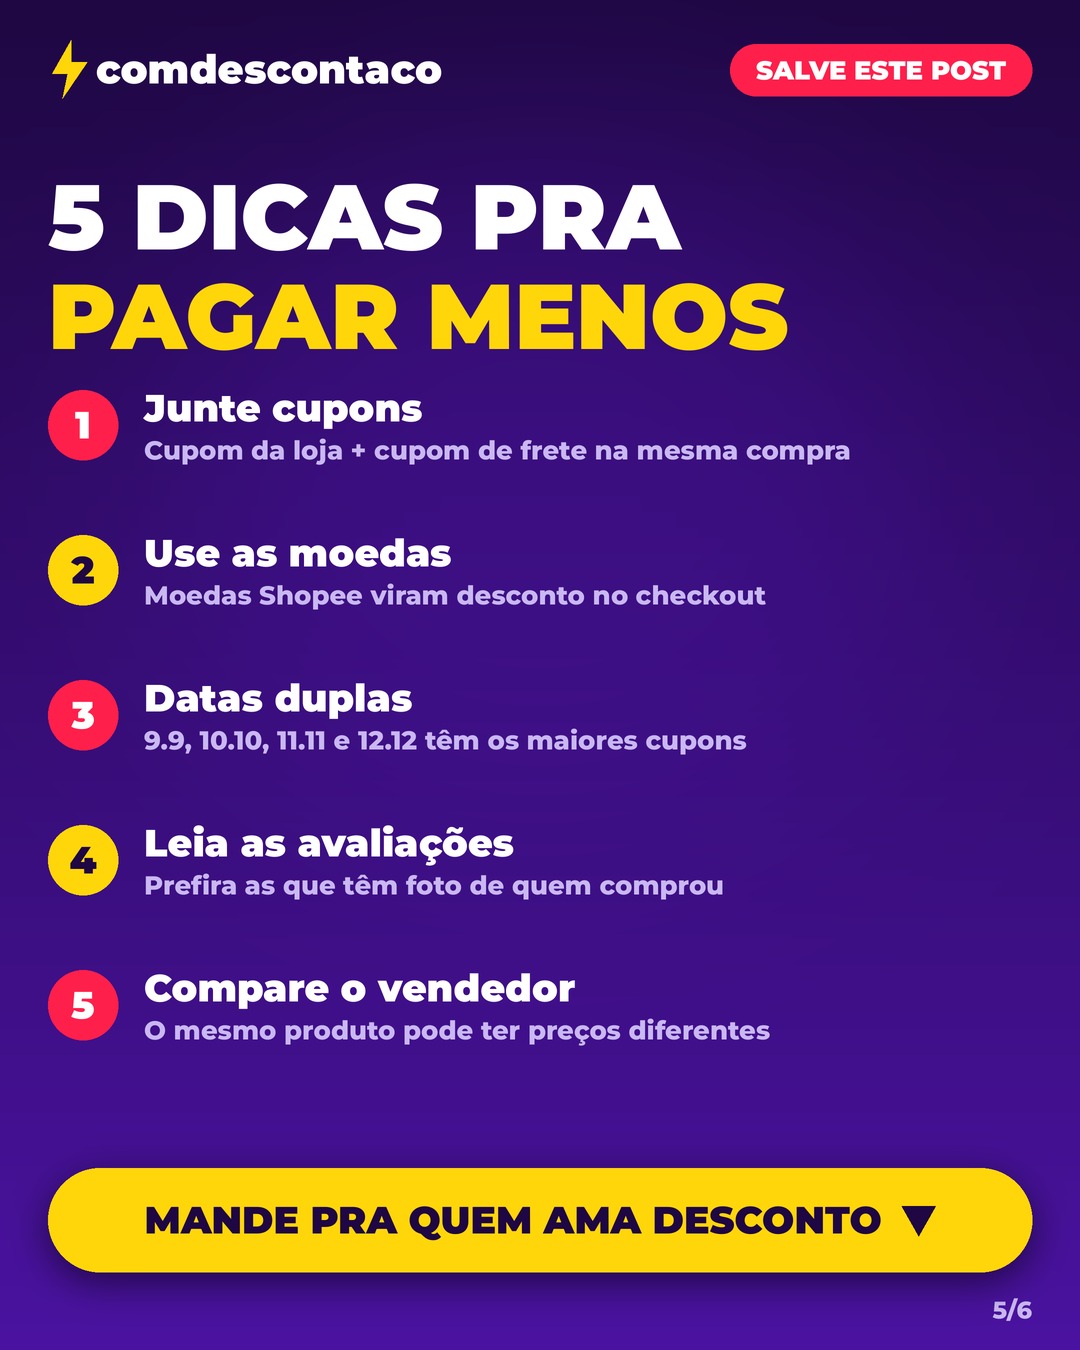 comdescontaco
SALVE ESTE POST
5 DICAS PRA
PAGAR MENOS
1
Junte cupons
Cupom da loja + cupom de frete na mesma compra
2
Use as moedas
Moedas Shopee viram desconto no checkout
3
Datas duplas
9.9, 10.10, 11.11 e 12.12 têm os maiores cupons
4
Leia as avaliações
Prefira as que têm foto de quem comprou
5
Compare o vendedor
O mesmo produto pode ter preços diferentes
MANDE PRA QUEM AMA DESCONTO ▼
5/6